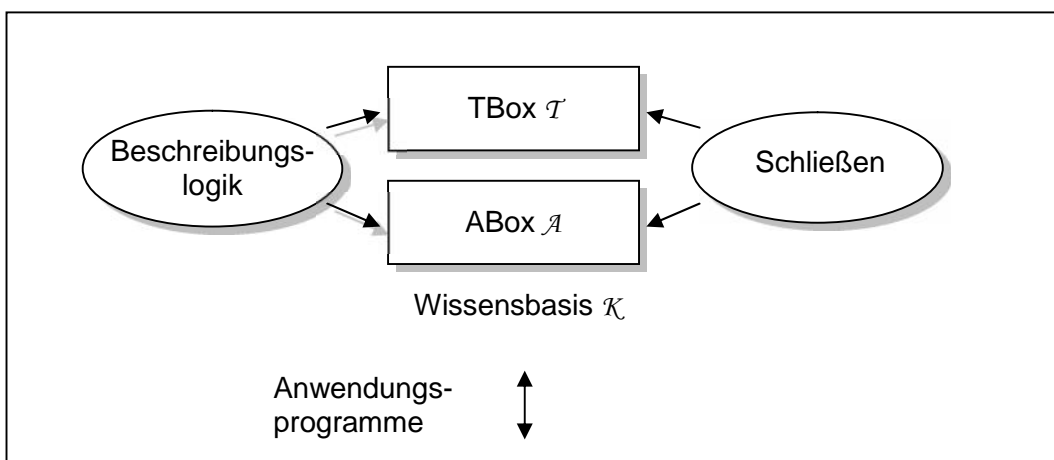 TBox 𝒯
Beschreibungs-
logik
Schließen
ABox 𝒜
Wissensbasis 𝒦
Anwendungs-
programme